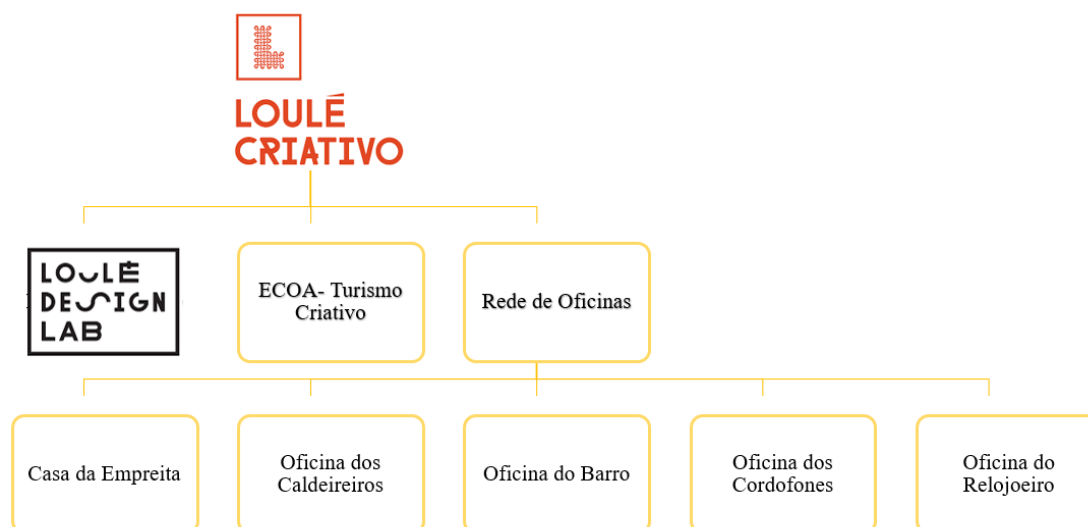 LOULÉ
CRIATIVO
LOULÉ
DESIGN
LAB
ECOA- Turismo
Criativo
Rede de Oficinas
Casa da Empreita
Oficina dos
Caldeireiros
Oficina do Barro
Oficina dos
Cordofones
Oficina do
Relojoeiro